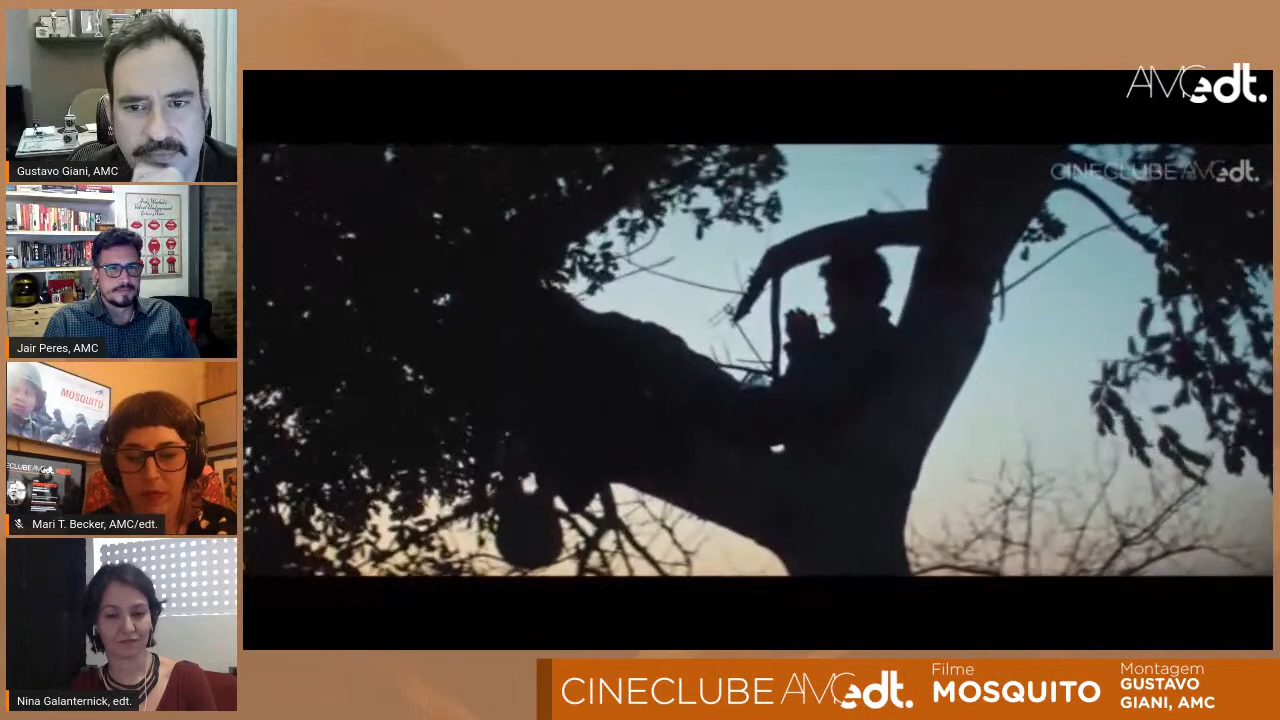 Gustavo Giani, AMC
Jair Peres, AMC
MOSQUITO
Mari T. Becker, AMC/edt.
Nina Galanternick, edt.
AMCedt.
CINECLUBE AMCedt.
CINECLUBE AMCedt.
Filme
MOSQUITO
Montagem
GUSTAVO
GIANI, AMC